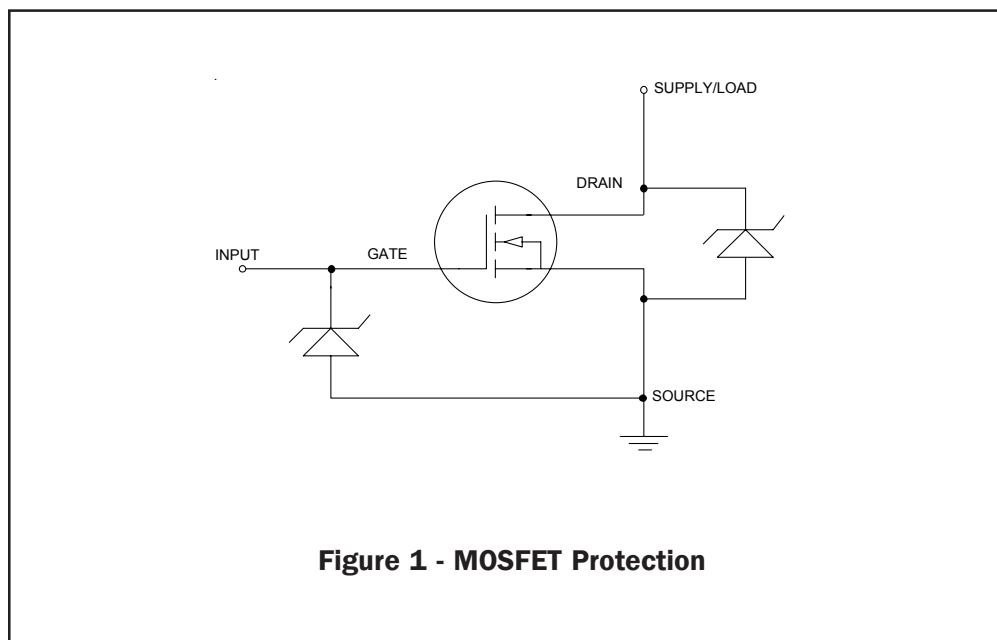 SUPPLY/LOAD
DRAIN
INPUT
GATE
SOURCE
Figure 1 - MOSFET Protection